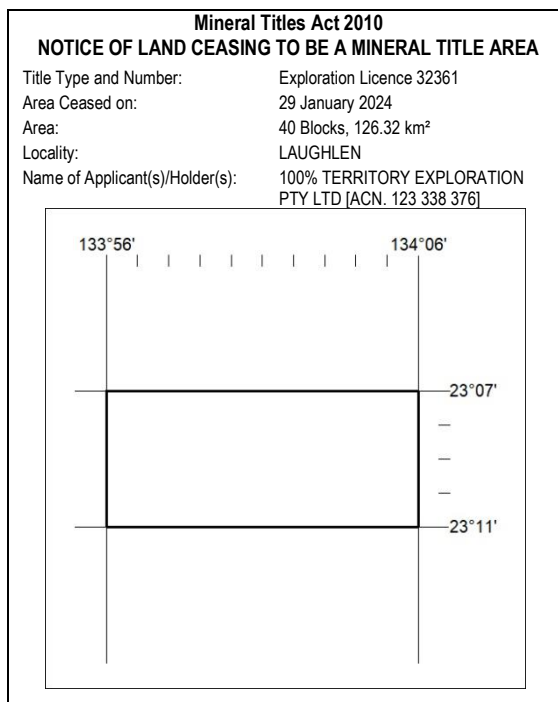 Mineral Titles Act 2010
NOTICE OF LAND CEASING TO BE A MINERAL TITLE AREA
Title Type and Number: Exploration Licence 32361
Area Ceased on: 29 January 2024
Area: 40 Blocks, 126.32 km²
Locality: LAUGHLEN
Name of Applicant(s)/Holder(s): 100% TERRITORY EXPLORATION
PTY LTD [ACN. 123 338 376]
133°56' 134°06'
23°07'
23°11'